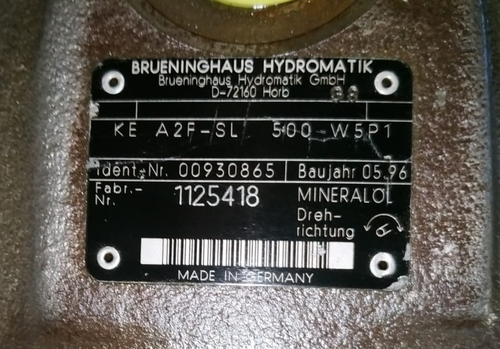 BRUENINGHAUS HYDROMATIK
Brueninghaus Hydromatik GmbH
D-72160 Horb
KE A2F-SL 500-W5P1
Ident-Nr. 00930865 Baujahr 05.96
Fabr.-Nr. 1125418 MINERALÖL
Dreh-
richtung
MADE IN GERMANY